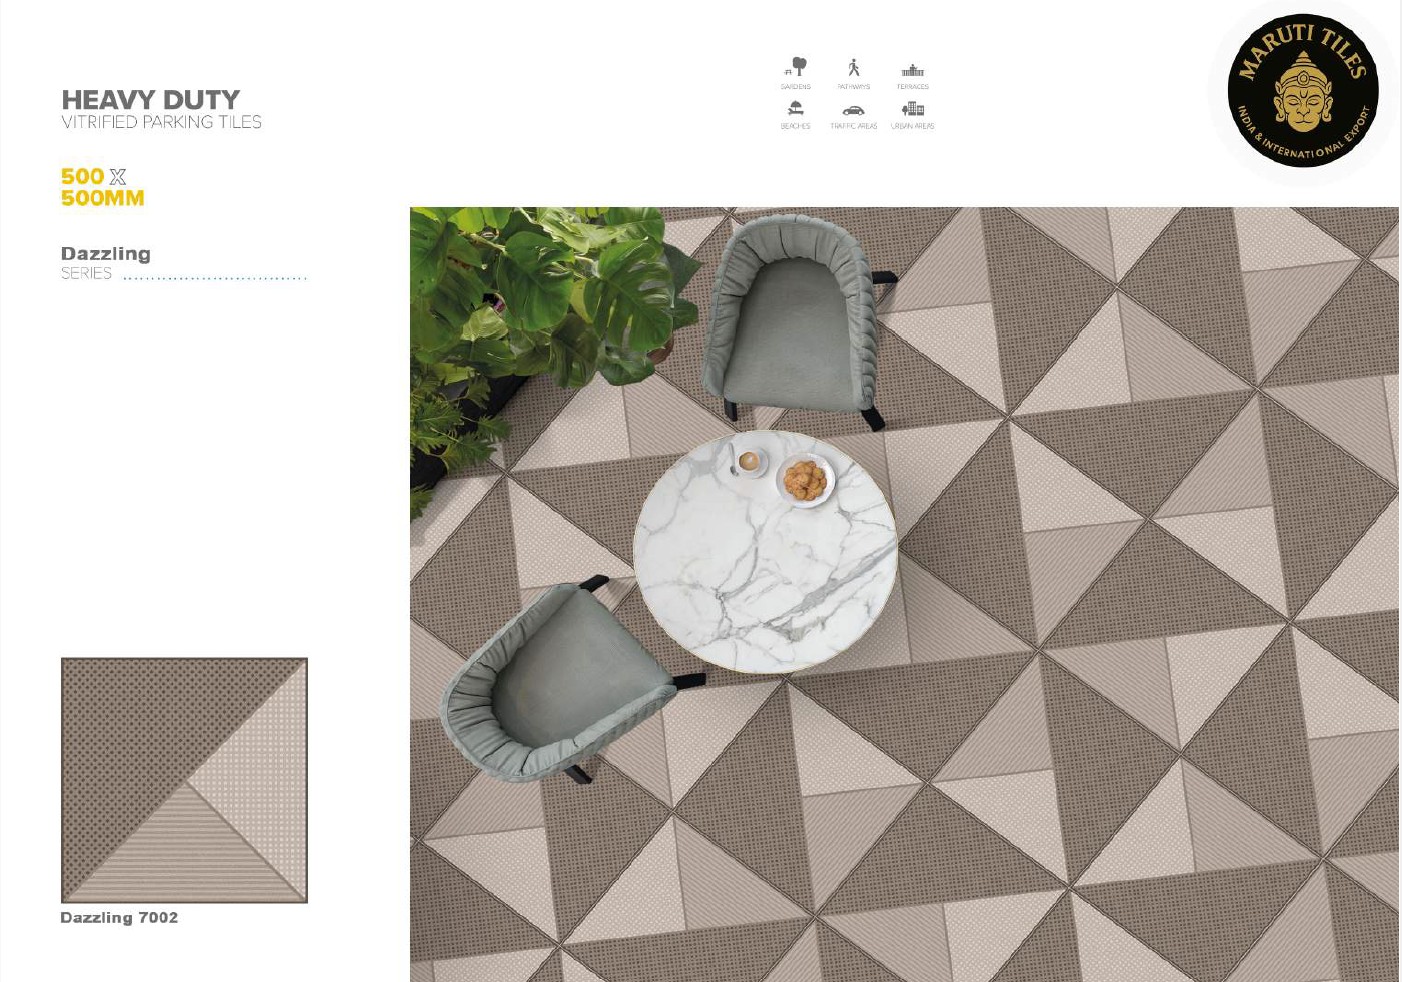 HEAVY DUTY
VITRIFIED PARKING TILES
500 X
500MM
Dazzling
SERIES
GARDENS
PATHWAYS
TERRACES
BEACHES
TRAFFIC AREAS
URBAN AREAS
MARUTI TILES
INDIA & INTERNATIONAL EXPORT
Dazzling 7002